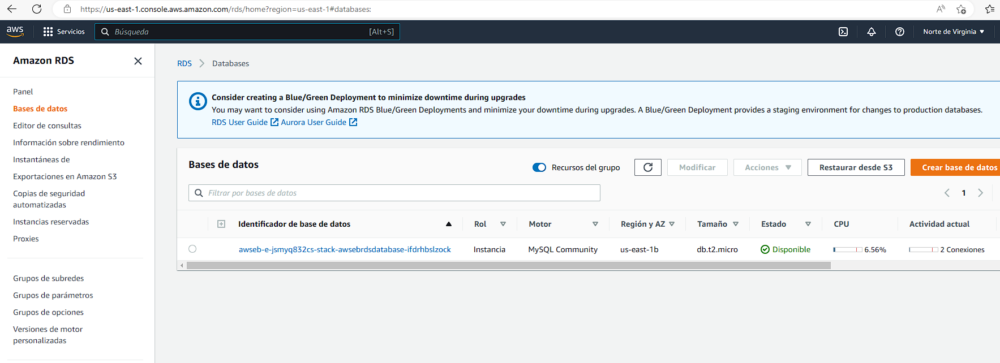 https://us-east-1.console.aws.amazon.com/rds/home?region=us-east-1#databases:
aws Servicios Búsqueda [Alt+S] Norte de Virginia
Amazon RDS
Panel
Bases de datos
Editor de consultas
Información sobre rendimiento
Instantáneas de
Exportaciones en Amazon S3
Copias de seguridad
automatizadas
Instancias reservadas
Proxies
Grupos de subredes
Grupos de parámetros
Grupos de opciones
Versiones de motor
personalizadas
RDS > Databases
Consider creating a Blue/Green Deployment to minimize downtime during upgrades
You may want to consider using Amazon RDS Blue/Green Deployments and minimize your downtime during upgrades. A Blue/Green Deployment provides a staging environment for changes to production databases.
RDS User Guide Aurora User Guide
Bases de datos Recursos del grupo Modificar Acciones Restaurar desde S3 Crear base de datos
Filtrar por bases de datos 1
Identificador de base de datos Rol Motor Región y AZ Tamaño Estado CPU Actividad actual
awseb-e-jsmyq832cs-stack-awsebrdsdatabase-ifdrhbslzock Instancia MySQL Community us-east-1b db.t2.micro Disponible 6.56% 2 Conexiones